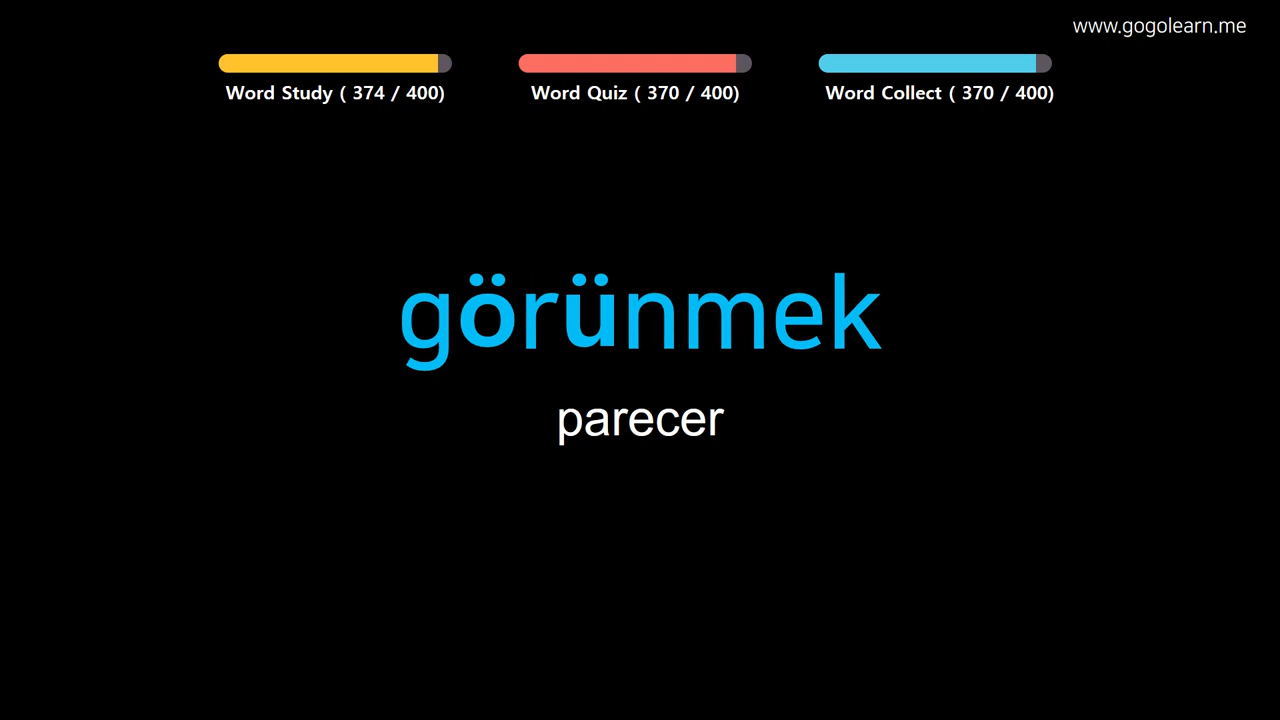 www.gogolearn.me
Word Study ( 374 / 400)
Word Quiz ( 370 / 400)
Word Collect ( 370 / 400)
görünmek
parecer